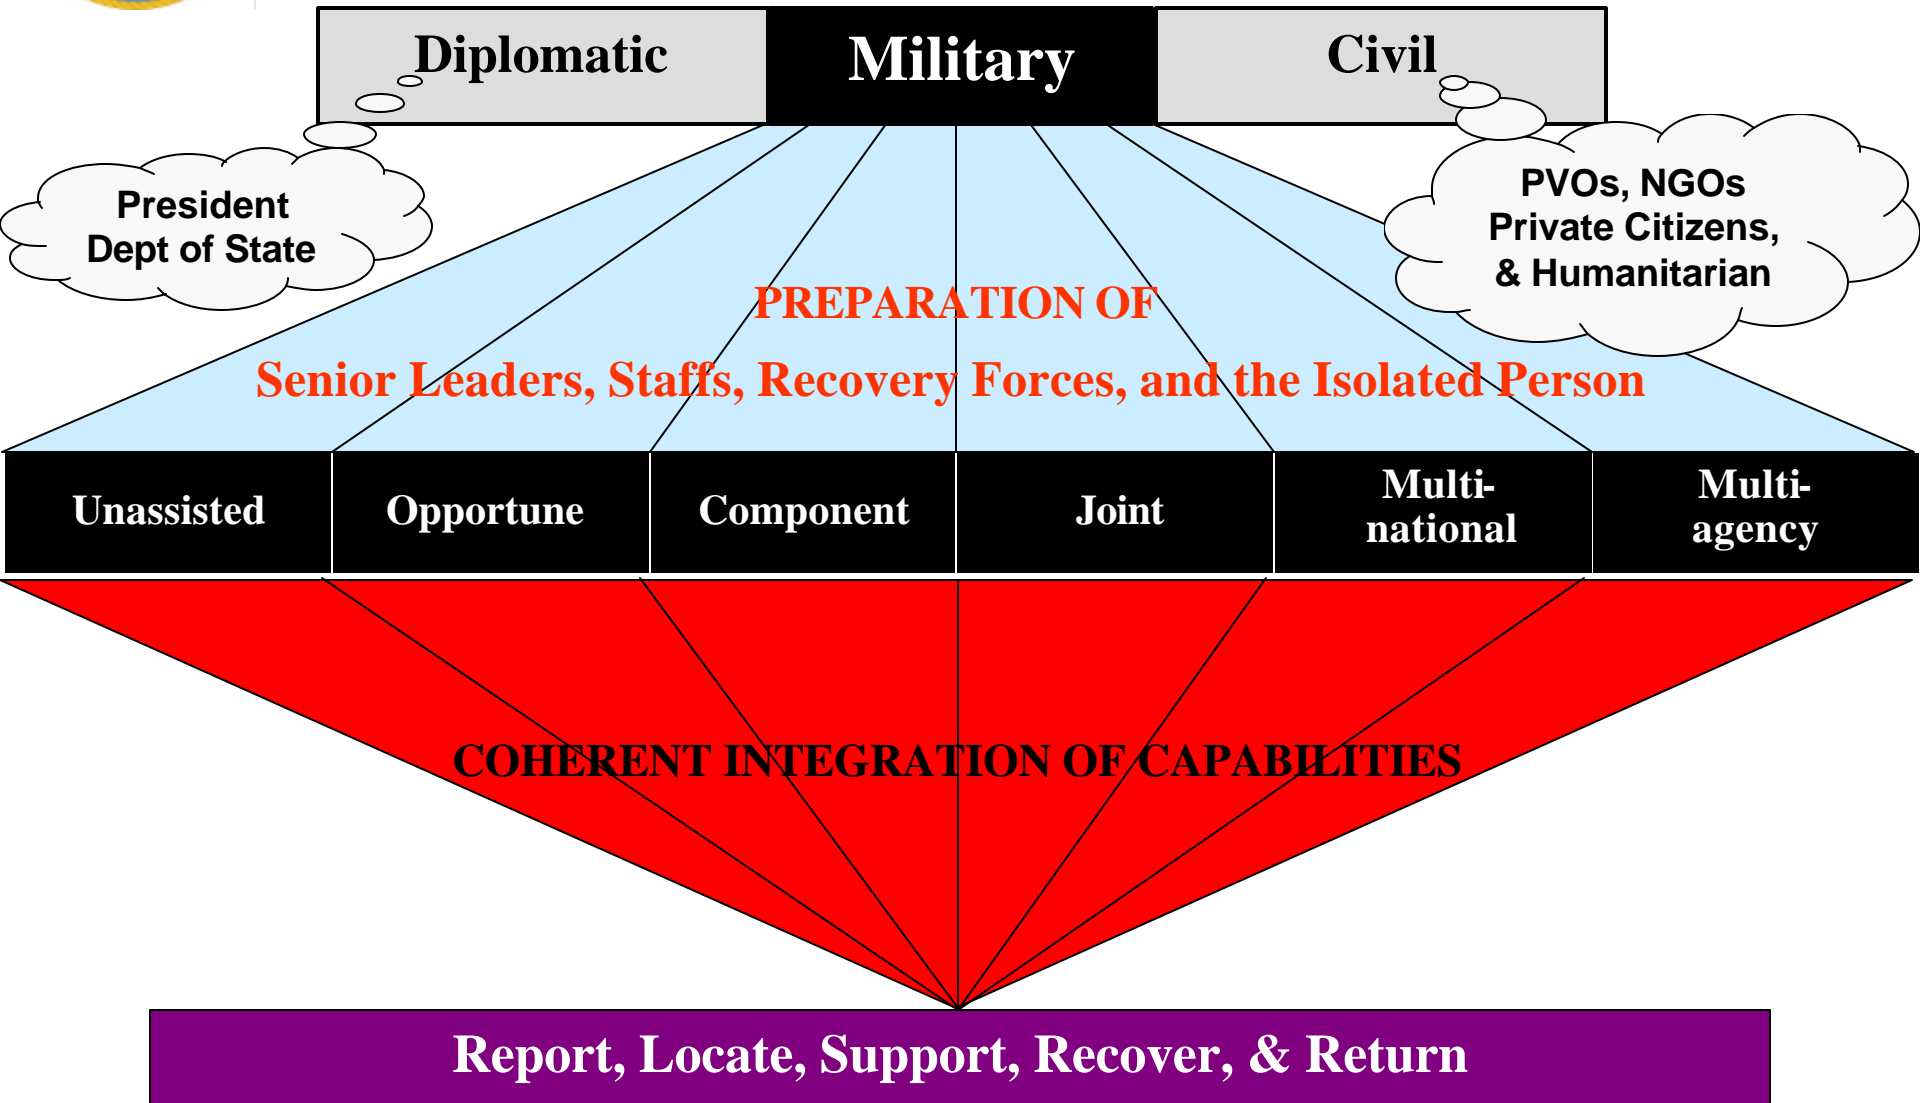 Diplomatic
Military
Civil
President
Dept of State
PVOs, NGOs
Private Citizens,
& Humanitarian
PREPARATION OF
Senior Leaders, Staffs, Recovery Forces, and the Isolated Person
Unassisted
Opportune
Component
Joint
Multi-
national
Multi-
agency
COHERENT INTEGRATION OF CAPABILITIES
Report, Locate, Support, Recover, & Return